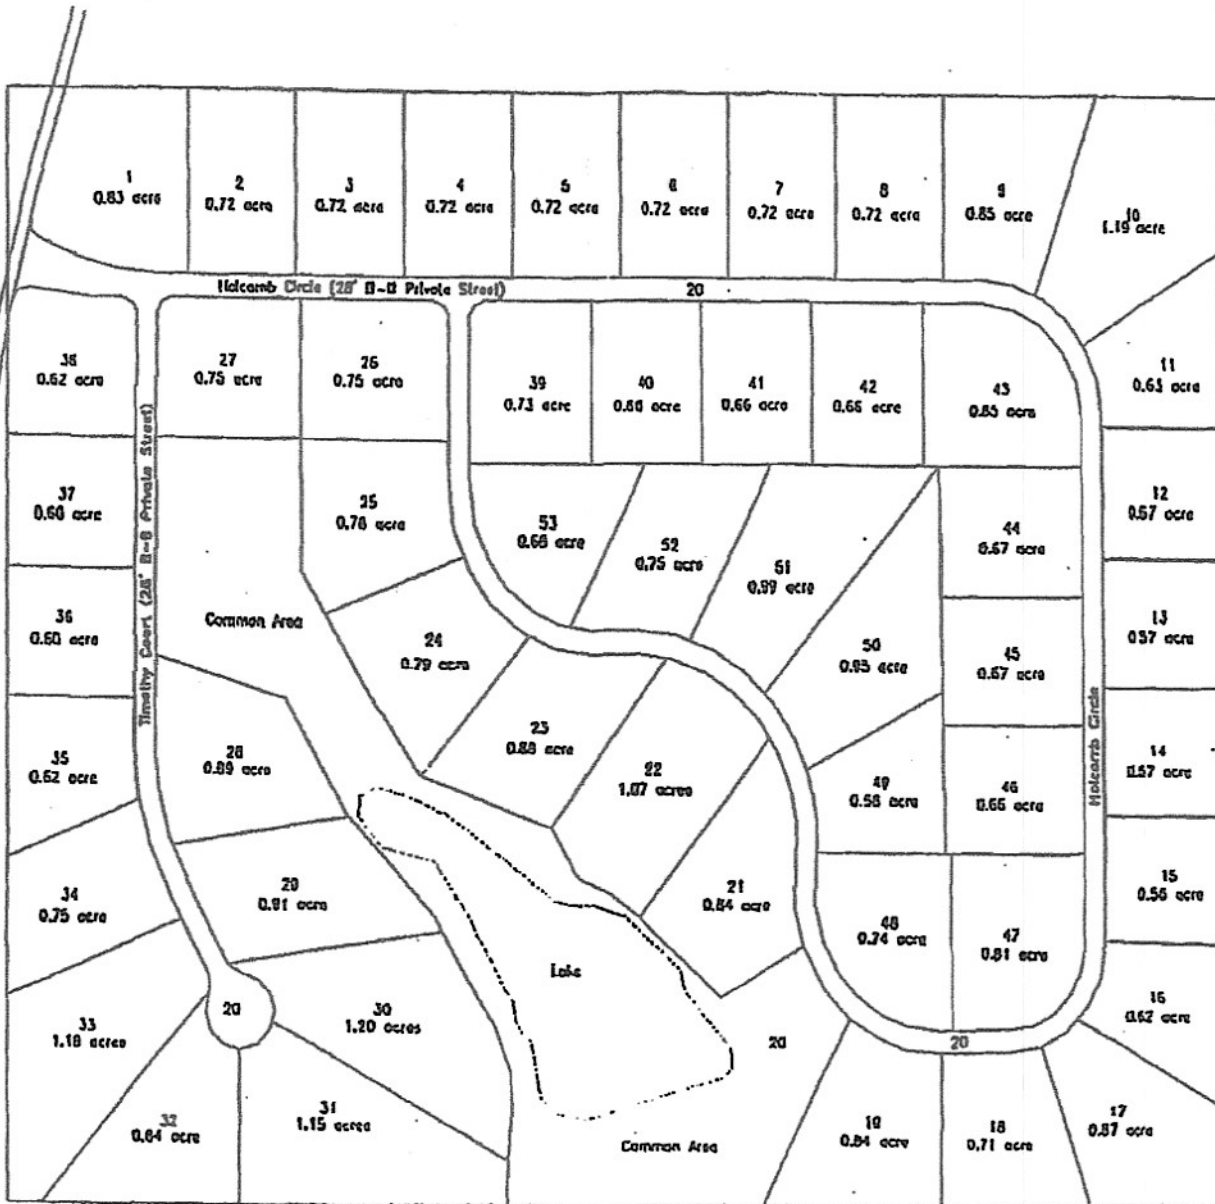 1
0.83 acre
2
0.72 acre
3
0.72 acre
4
0.72 acre
5
0.72 acre
6
0.72 acre
7
0.72 acre
8
0.72 acre
9
0.85 acre
10
1.19 acre
Holcomb Circle (28' B-B Private Street)
20
38
0.62 acre
27
0.75 acre
26
0.75 acre
39
0.73 acre
40
0.66 acre
41
0.66 acre
42
0.66 acre
43
0.85 acre
11
0.63 acre
37
0.60 acre
25
0.76 acre
53
0.66 acre
52
0.75 acre
51
0.99 acre
44
0.67 acre
12
0.57 acre
Timothy Court (28' B-B Private Street)
36
0.60 acre
Common Area
24
0.79 acre
50
0.95 acre
45
0.67 acre
13
0.57 acre
Holcomb Circle
35
0.62 acre
28
0.89 acre
23
0.88 acre
22
1.07 acres
49
0.56 acre
46
0.66 acre
14
0.57 acre
34
0.75 acre
29
0.91 acre
21
0.84 acre
48
0.74 acre
47
0.81 acre
15
0.56 acre
Lake
33
1.18 acres
20
30
1.20 acres
20
20
16
0.62 acre
32
0.84 acre
31
1.15 acres
Common Area
19
0.84 acre
18
0.71 acre
17
0.87 acre